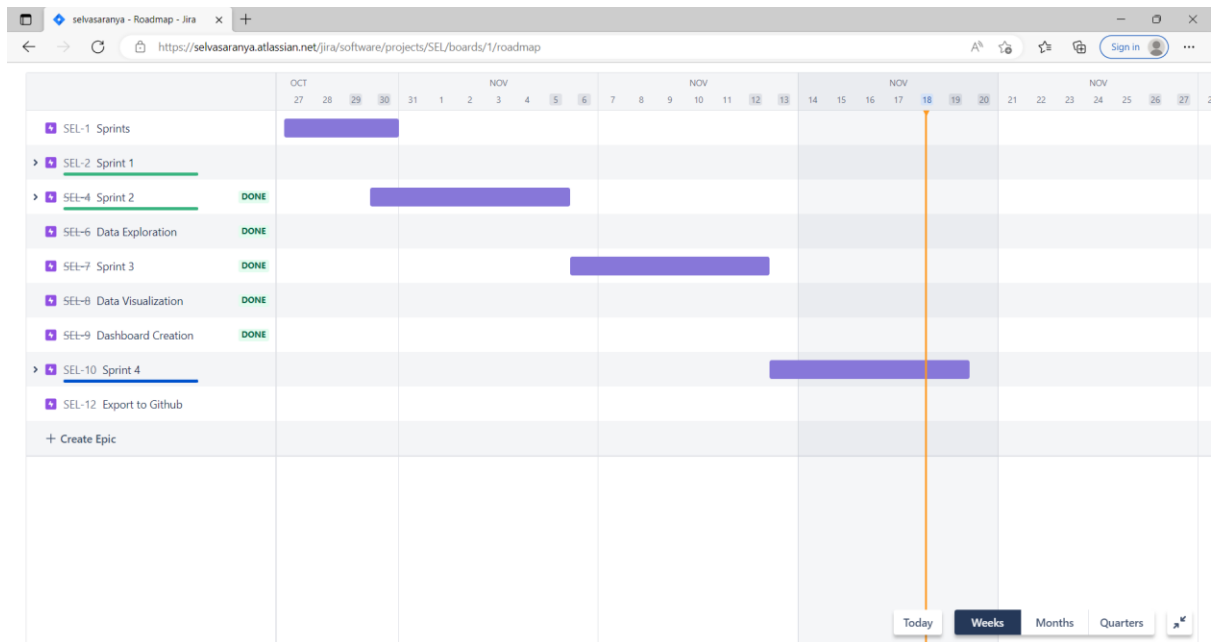 selvasaranya - Roadmap - Jira
https://selvasaranya.atlassian.net/jira/software/projects/SEL/boards/1/roadmap
Sign in
OCT NOV NOV NOV NOV
27 28 29 30 31 1 2 3 4 5 6 7 8 9 10 11 12 13 14 15 16 17 18 19 20 21 22 23 24 25 26 27
SEL-1 Sprints
SEL-2 Sprint 1
SEL-4 Sprint 2 DONE
SEL-6 Data Exploration DONE
SEL-7 Sprint 3 DONE
SEL-8 Data Visualization DONE
SEL-9 Dashboard Creation DONE
SEL-10 Sprint 4
SEL-12 Export to Github
+ Create Epic
Today Weeks Months Quarters